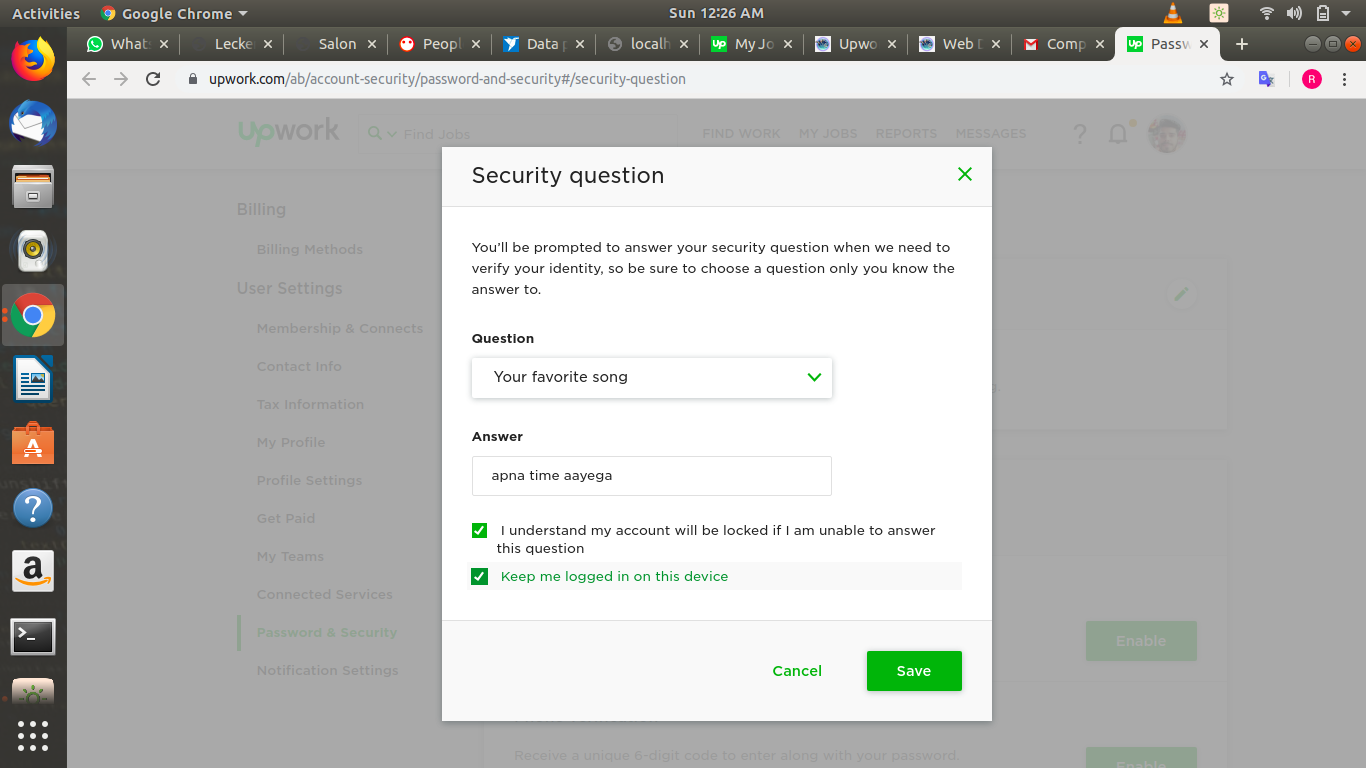 Activities
Google Chrome
Sun 12:26 AM
What
Lecke
Salon
Peopl
Data p
localh
Up My Jo
Upwo
Web D
Comp
Up Passw
upwork.com/ab/account-security/password-and-security#/security-question
R
upwork
Find Jobs
FIND WORK MY JOBS REPORTS MESSAGES
Security question
Billing
Billing Methods
User Settings
Membership & Connects
Contact Info
Tax Information
My Profile
Profile Settings
Get Paid
My Teams
Connected Services
Password & Security
Notification Settings
You'll be prompted to answer your security question when we need to
verify your identity, so be sure to choose a question only you know the
answer to.
Question
Your favorite song
Answer
apna time aayega
I understand my account will be locked if I am unable to answer
this question
Keep me logged in on this device
Cancel
Save
Enable
Receive a unique 6-digit code to enter along with your password.
Enable